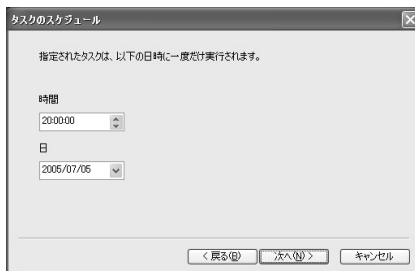 タスクのスケジュール
指定されたタスクは、以下の日時に一度だけ実行されます。
時間
20:00:00
日
2005/07/05
< 戻る(B)
次へ(N) >
キャンセル